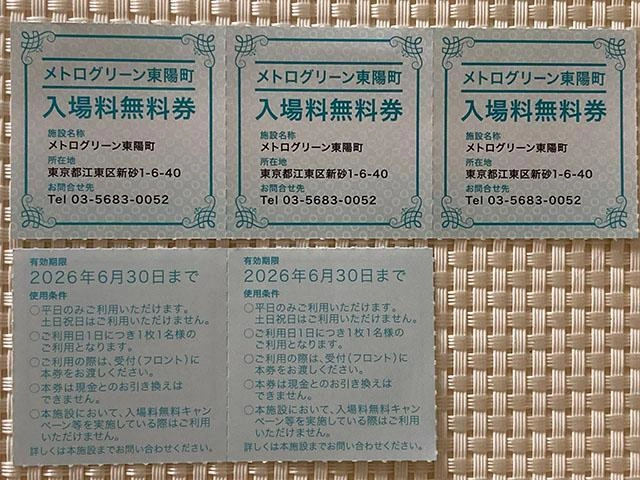 メトログリーン東陽町
入場料無料券
施設名称
メトログリーン東陽町
所在地
東京都江東区新砂1-6-40
お問合せ先
Tel 03-5683-0052
メトログリーン東陽町
入場料無料券
施設名称
メトログリーン東陽町
所在地
東京都江東区新砂1-6-40
お問合せ先
Tel 03-5683-0052
メトログリーン東陽町
入場料無料券
施設名称
メトログリーン東陽町
所在地
東京都江東区新砂1-6-40
お問合せ先
Tel 03-5683-0052
有効期限
2026年6月30日まで
使用条件
○平日のみご利用いただけます。
土日祝日はご利用いただけません。
○ご利用日1日につき1枚1名様の
ご利用となります。
○ご利用の際は、受付(フロント)に
本券をお渡しください。
○本券は現金とのお引き換えは
できません。
○本施設において、入場料無料キャン
ペーン等を実施している際はご利用
いただけません。
詳しくは本施設までお問い合わせください。
有効期限
2026年6月30日まで
使用条件
○平日のみご利用いただけます。
土日祝日はご利用いただけません。
○ご利用日1日につき1枚1名様の
ご利用となります。
○ご利用の際は、受付(フロント)に
本券をお渡しください。
○本券は現金とのお引き換えは
できません。
○本施設において、入場料無料キャン
ペーン等を実施している際はご利用
いただけません。
詳しくは本施設までお問い合わせください。